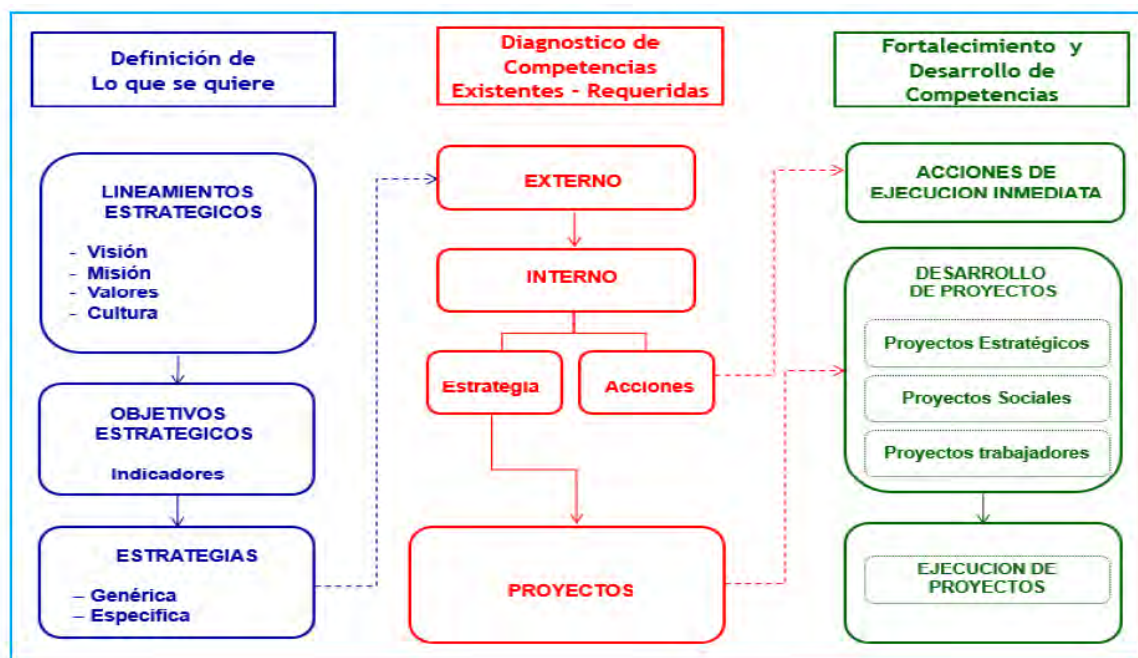 Definición de
Lo que se quiere
LINEAMIENTOS
ESTRATEGICOS
- Visión
- Misión
- Valores
- Cultura
OBJETIVOS
ESTRATEGICOS
Indicadores
ESTRATEGIAS
– Genérica
– Especifica
Diagnostico de
Competencias
Existentes - Requeridas
EXTERNO
INTERNO
Estrategia
Acciones
PROYECTOS
Fortalecimiento y
Desarrollo de
Competencias
ACCIONES DE
EJECUCION INMEDIATA
DESARROLLO
DE PROYECTOS
Proyectos Estratégicos
Proyectos Sociales
Proyectos trabajadores
EJECUCION DE
PROYECTOS